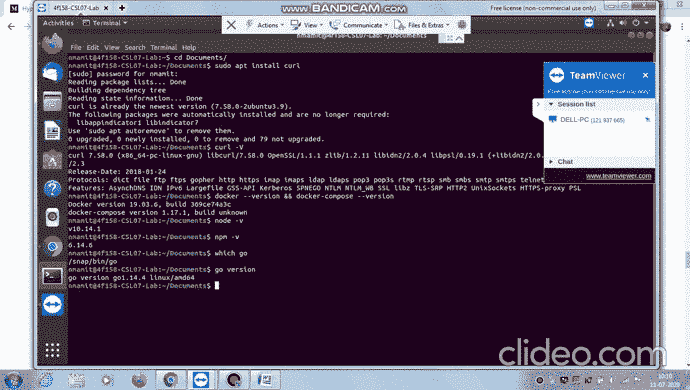 www.BANDICAM.com
4f158-CSL07-Lab
Free license (non-commercial use only)
Activities
Terminal
Actions
View
Communicate
Files & Extras
File Edit View Search Terminal Help
nmamit@4f158-CSL07-Lab:~$ cd Documents/
nmamit@4f158-CSL07-Lab:~/Documents$ sudo apt install curl
[sudo] password for nmamit:
Reading package lists... Done
Building dependency tree
Reading state information... Done
curl is already the newest version (7.58.0-2ubuntu3.9).
The following packages were automatically installed and are no longer required:
libappindicator1 libindicator7
Use 'sudo apt autoremove' to remove them.
0 upgraded, 0 newly installed, 0 to remove and 79 not upgraded.
nmamit@4f158-CSL07-Lab:~/Documents$ curl -V
curl 7.58.0 (x86_64-pc-linux-gnu) libcurl/7.58.0 OpenSSL/1.1.1 zlib/1.2.11 libidn2/2.0.4 libpsl/0.19.1 (+libidn2/2.0.
/2.3
Release-Date: 2018-01-24
Protocols: dict file ftp ftps gopher http https imap imaps ldap ldaps pop3 pop3s rtmp rtsp smb smbs smtp smtps telnet
Features: AsynchDNS IDN IPv6 Largefile GSS-API Kerberos SPNEGO NTLM NTLM_WB SSL libz TLS-SRP HTTP2 UnixSockets HTTPS-proxy PSL
nmamit@4f158-CSL07-Lab:~/Documents$ docker --version && docker-compose --version
Docker version 19.03.6, build 369ce74a3c
docker-compose version 1.17.1, build unknown
nmamit@4f158-CSL07-Lab:~/Documents$ node -v
v10.14.1
nmamit@4f158-CSL07-Lab:~/Documents$ npm -v
6.14.6
nmamit@4f158-CSL07-Lab:~/Documents$ which go
/snap/bin/go
nmamit@4f158-CSL07-Lab:~/Documents$ go version
go version go1.14.4 linux/amd64
nmamit@4f158-CSL07-Lab:~/Documents$
TeamViewer
Session list
DELL-PC (121 937 665)
Chat
www.teamviewer.com
clideo.com
10:10
11-07-2020